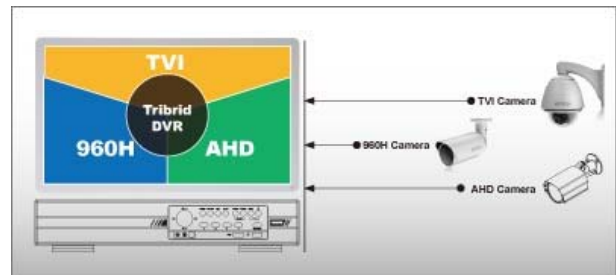 TVI
Tribrid
DVR
960H
AHD
TVI Camera
960H Camera
AHD Camera